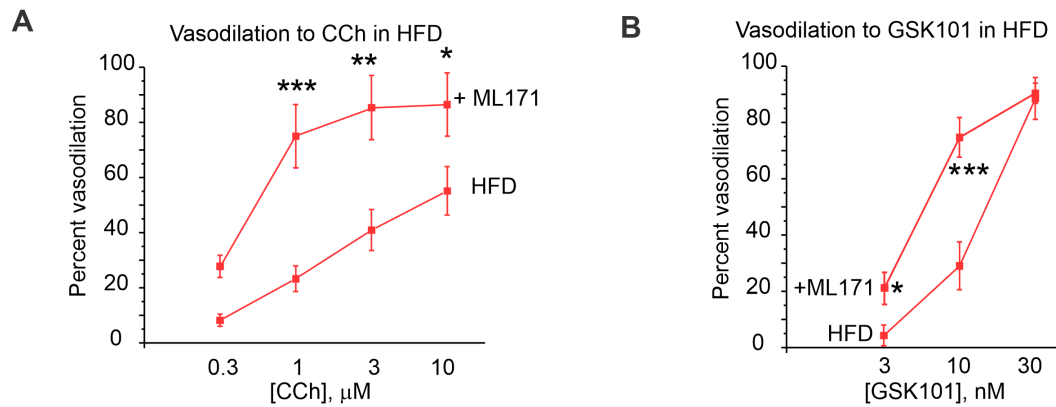 A
Vasodilation to CCh in HFD
Percent vasodilation
100
80
60
40
20
0
***
**
*
+ ML171
HFD
0.3 1 3 10
[CCh], μM
B
Vasodilation to GSK101 in HFD
Percent vasodilation
100
80
60
40
20
0
***
+ML171
*
HFD
3 10 30
[GSK101], nM